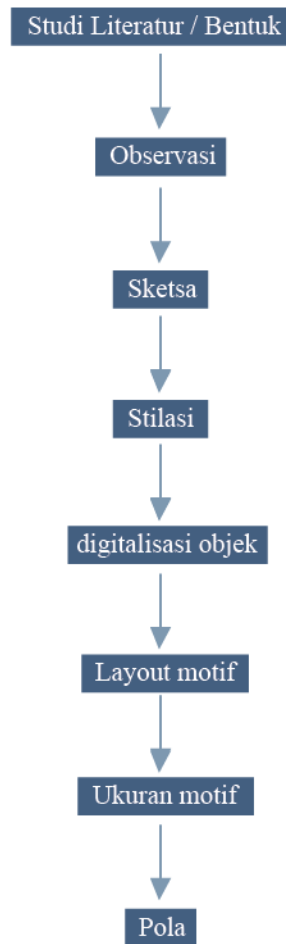 Studi Literatur / Bentuk
Observasi
Sketsa
Stilasi
digitalisasi objek
Layout motif
Ukuran motif
Pola